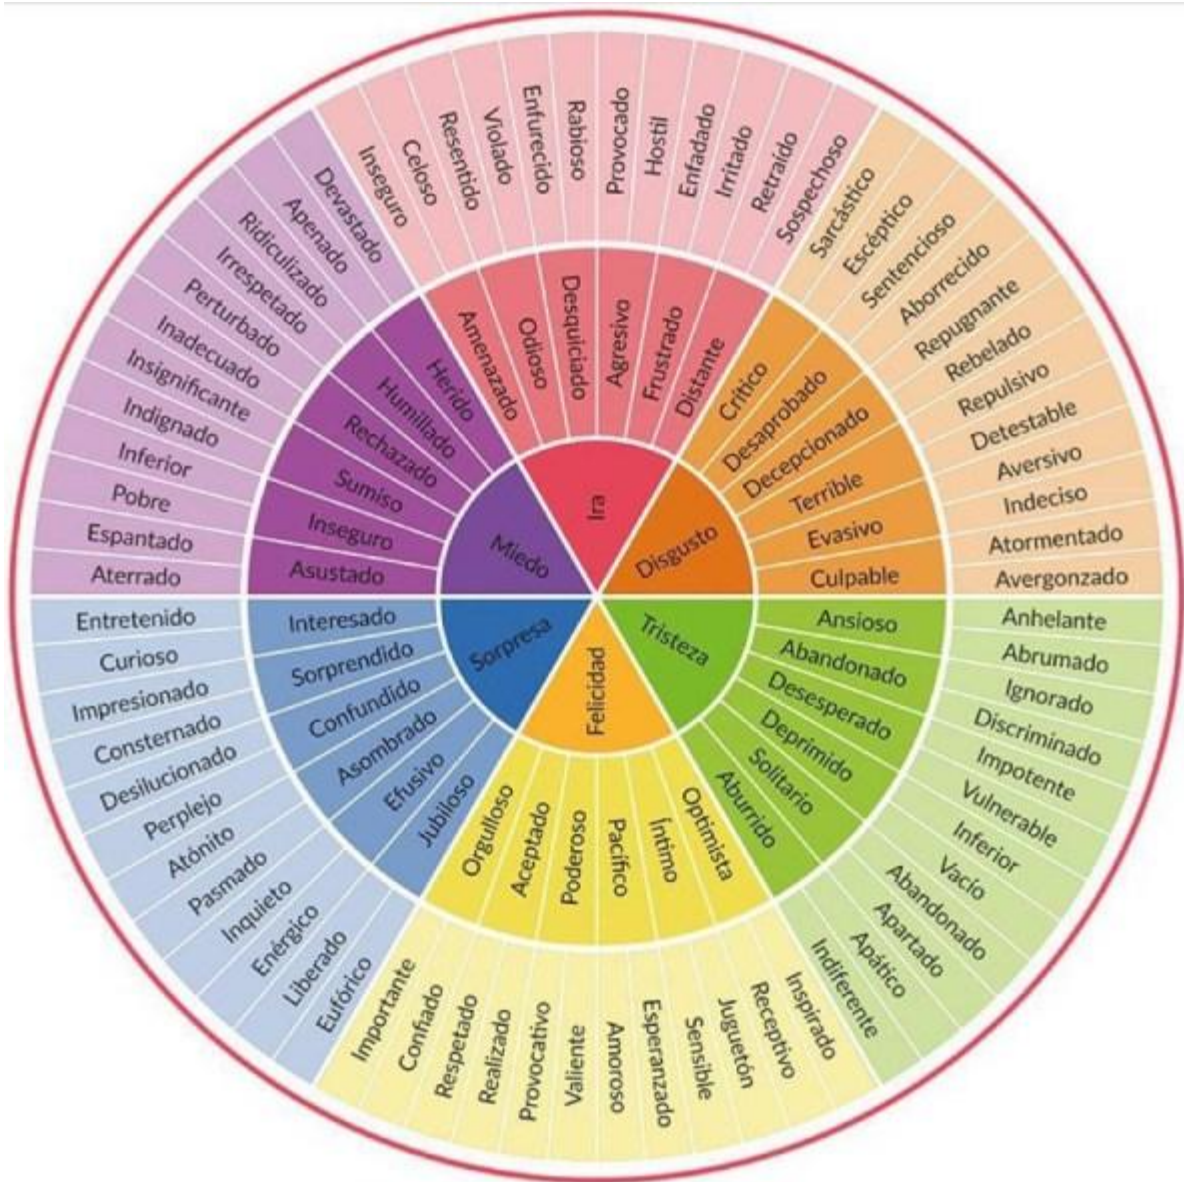 Ira
Disgusto
Tristeza
Felicidad
Sorpresa
Miedo
Amenazado
Odioso
Desquiciado
Agresivo
Frustrado
Distante
Crítico
Desaprobado
Decepcionado
Terrible
Evasivo
Culpable
Ansioso
Abandonado
Desesperado
Deprimido
Solitario
Aburrido
Optimista
Íntimo
Pacífico
Poderoso
Aceptado
Orgulloso
Jubiloso
Efusivo
Asombrado
Confundido
Sorprendido
Interesado
Asustado
Inseguro
Sumiso
Rechazado
Humillado
Herido
Inseguro
Celoso
Resentido
Violado
Enfurecido
Rabioso
Provocado
Hostil
Enfadado
Irritado
Retraído
Sospechoso
Sarcástico
Escéptico
Sentencioso
Aborrecido
Repugnante
Rebelado
Repulsivo
Detestable
Aversivo
Indeciso
Atormentado
Avergonzado
Anhelante
Abrumado
Ignorado
Discriminado
Impotente
Vulnerable
Inferior
Vacío
Abandonado
Apartado
Apático
Indiferente
Inspirado
Receptivo
Juguetón
Sensible
Esperanzado
Amoroso
Valiente
Provocativo
Realizado
Respetado
Confiado
Importante
Eufórico
Liberado
Enérgico
Inquieto
Pasmado
Atónito
Perplejo
Desilucionado
Consternado
Impresionado
Curioso
Entretenido
Aterrado
Espantado
Pobre
Inferior
Indignado
Insignificante
Inadecuado
Perturbado
Irrespetado
Ridiculizado
Apenado
Devastado